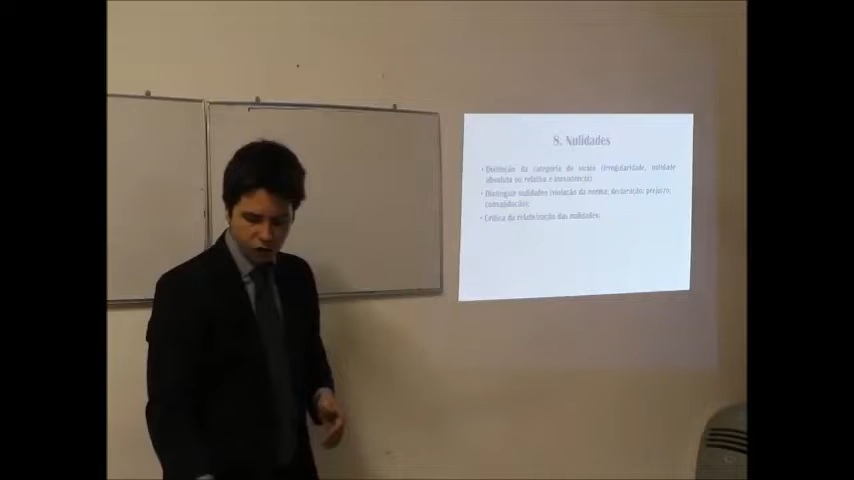 8. Nulidades
• Distinção da categoria de vícios (irregularidade, nulidade
absoluta ou relativa e inexistência);
• Distinguir nulidades (violação da norma; declaração; prejuízo;
convalidação);
• Crítica da relativização das nulidades;